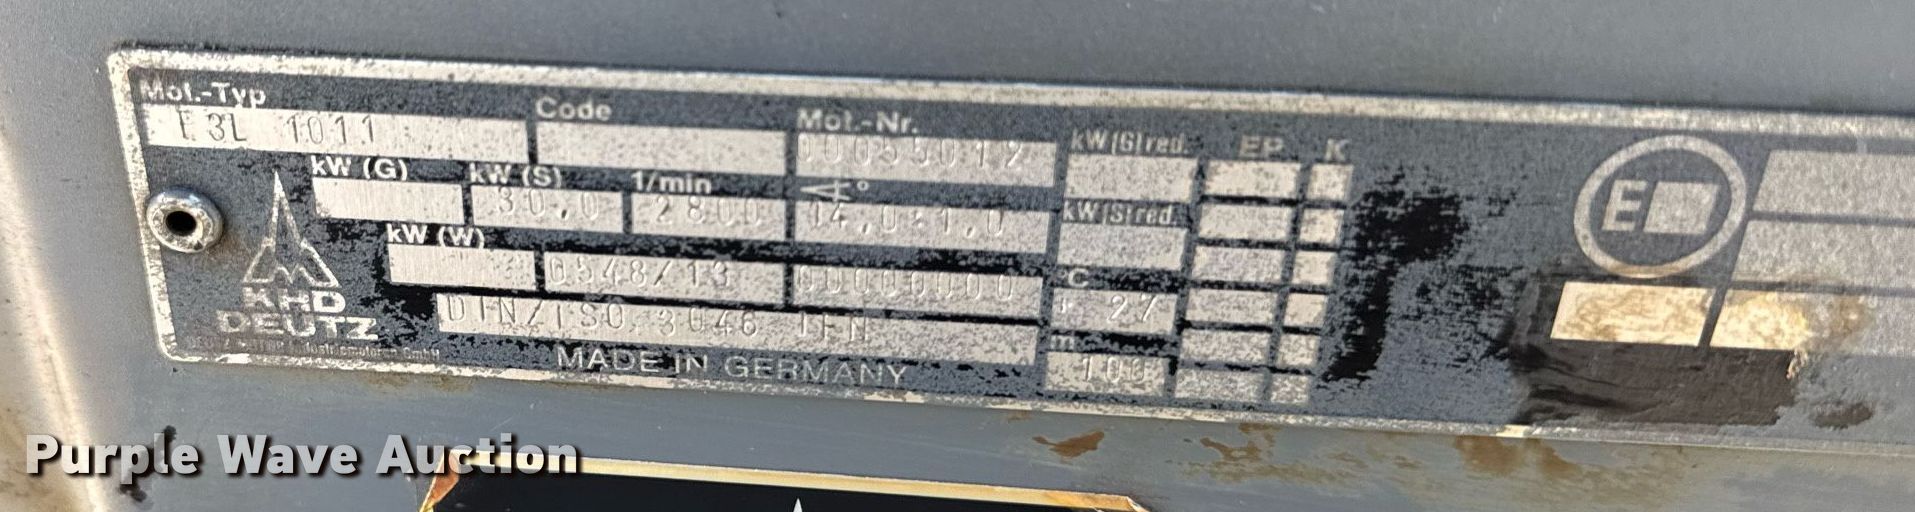 Mot.-Typ Code Mot.-Nr. kW(G)red. EP K
F3L 1011 00055012
kW (G) kW (S) 1/min °
30,0 2800 04,0:1,0 kW(S)red.
kW (W)
0548/13 00000000 C
KHD 27
DEUTZ DIN/ISO 3046 IFN m
MADE IN GERMANY 100
E
Purple Wave Auction